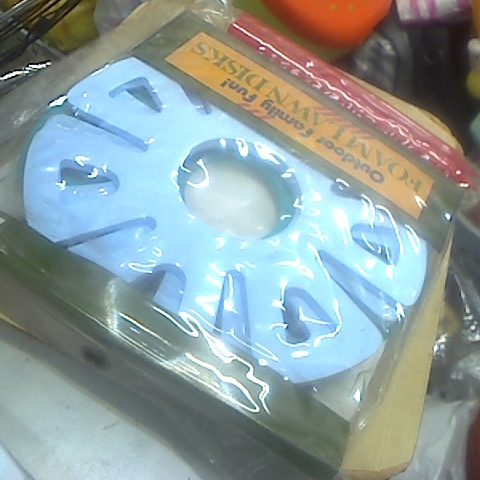 FOAM LAWN DISKS
Outdoor Family Fun!